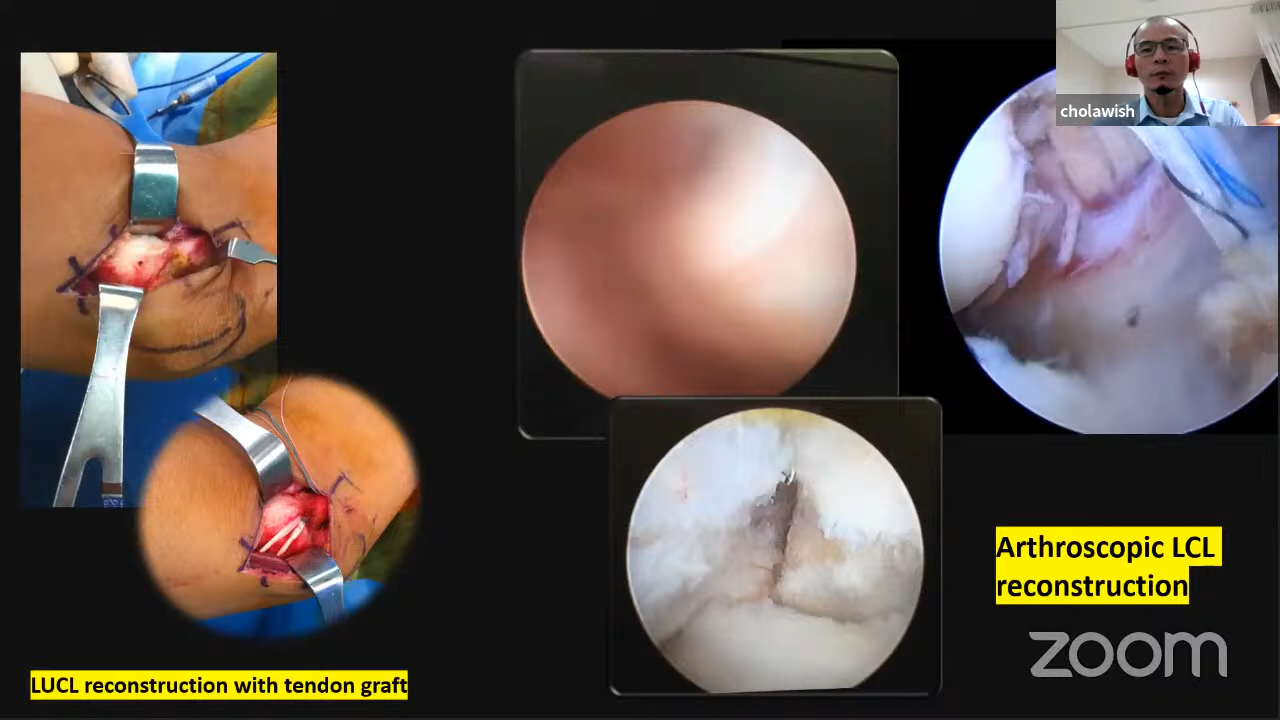 cholawish
Arthroscopic LCL
reconstruction
zoom
LUCL reconstruction with tendon graft